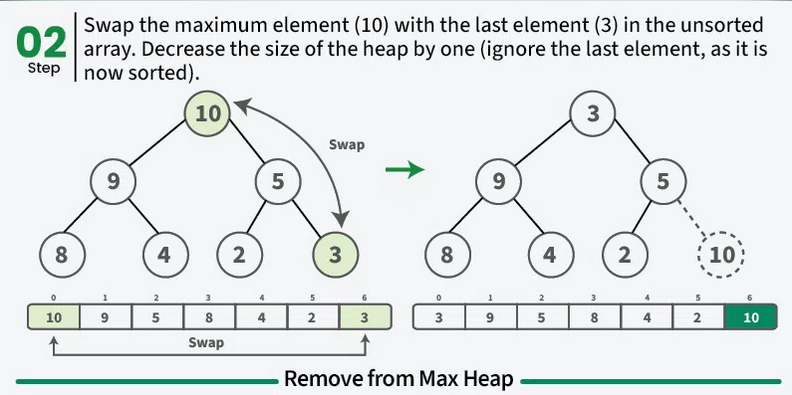 02
Step
Swap the maximum element (10) with the last element (3) in the unsorted
array. Decrease the size of the heap by one (ignore the last element, as it is
now sorted).
10
Swap
9 5
8 4 2 3
0 1 2 3 4 5 6
10 9 5 8 4 2 3
Swap
3
9 5
8 4 2 10
0 1 2 3 4 5 6
3 9 5 8 4 2 10
Remove from Max Heap